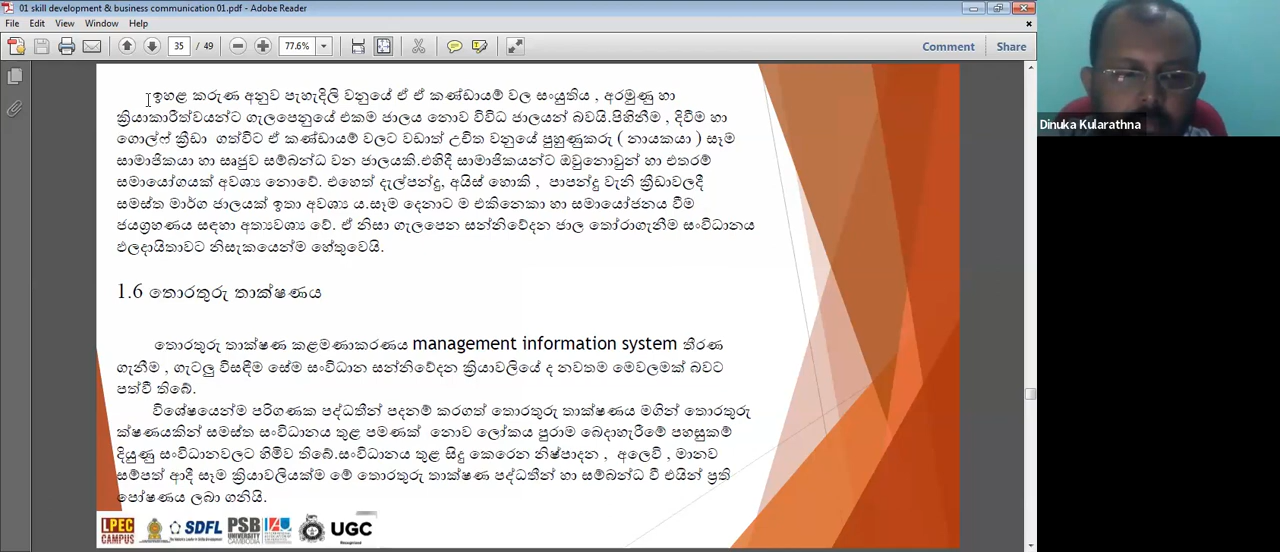 01 skill development & business communication 01.pdf - Adobe Reader
File Edit View Window Help
35 / 49 77.6% Comment Share
ඉහළ කරුණ අනුව පැහැදිලි වනුයේ ඒ ඒ කණ්ඩායම් වල සංයුතිය , අරමුණු හා
ක්‍රියාකාරීත්වයන්ට ගැලපෙනුයේ එකම ජාලය නොව විවිධ ජාලයන් බවයි.පිහිනීම , දිවීම හා
ගොල්ෆ් ක්‍රීඩා ගත්විට ඒ කණ්ඩායම් වලට වඩාත් උචිත වනුයේ පුහුණුකරු ( නායකයා ) සෑම
සාමාජිකයා හා සෘජුව සම්බන්ධ වන ජාලයකි.එහිදී සාමාජිකයන්ට ඔවුනොවුන් හා එතරම්
සමායෝගයක් අවශ්‍ය නොවේ. එහෙත් දැල්පන්දු, අයිස් හොකි , පාපන්දු වැනි ක්‍රීඩාවලදී
සමස්ත මාර්ග ජාලයක් ඉතා අවශ්‍ය ය.සෑම දෙනාට ම එකිනෙකා හා සමායෝජනය වීම
ජයග්‍රහණය සඳහා අත්‍යවශ්‍ය වේ. ඒ නිසා ගැලපෙන සන්නිවේදන ජාල තෝරාගැනීම සංවිධානය
ඵලදායිතාවට නිසැකයෙන්ම හේතුවෙයි.
1.6 තොරතුරු තාක්ෂණය
තොරතුරු තාක්ෂණ කළමණාකරණය management information system තීරණ
ගැනීම , ගැටලු විසඳීම සේම සංවිධාන සන්නිවේදන ක්‍රියාවලියේ ද නවතම මෙවලමක් බවට
පත්වී තිබේ.
විශේෂයෙන්ම පරිගණක පද්ධතීන් පදනම් කරගත් තොරතුරු තාක්ෂණය මගින් තොරතුරු
ක්ෂණයකින් සමස්ත සංවිධානය තුළ පමණක් නොව ලෝකය පුරාම බෙදාහැරීමේ පහසුකම්
දියුණු සංවිධානවලට හිමිව තිබේ.සංවිධානය තුළ සිදු කෙරෙන නිෂ්පාදන , අලෙවි , මානව
සම්පත් ආදී සෑම ක්‍රියාවලියක්ම මේ තොරතුරු තාක්ෂණ පද්ධතීන් හා සම්බන්ධ වී එයින් ප්‍රති
පෝෂණය ලබා ගනියි.
LPEC CAMPUS SDFL PSB UNIVERSITY CAMBODIA IAU UGC
Dinuka Kularathna